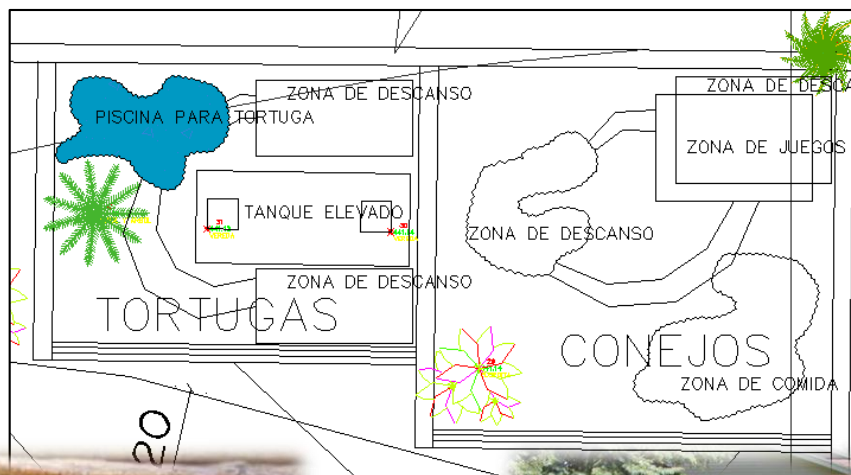 ZONA DE DESCANSO
PISCINA PARA TORTUGA
TANQUE ELEVADO
ZONA DE DESCANSO
TORTUGAS
ZONA DE DESCA
ZONA DE JUEGOS
ZONA DE DESCANSO
CONEJOS
ZONA DE COMIDA
20